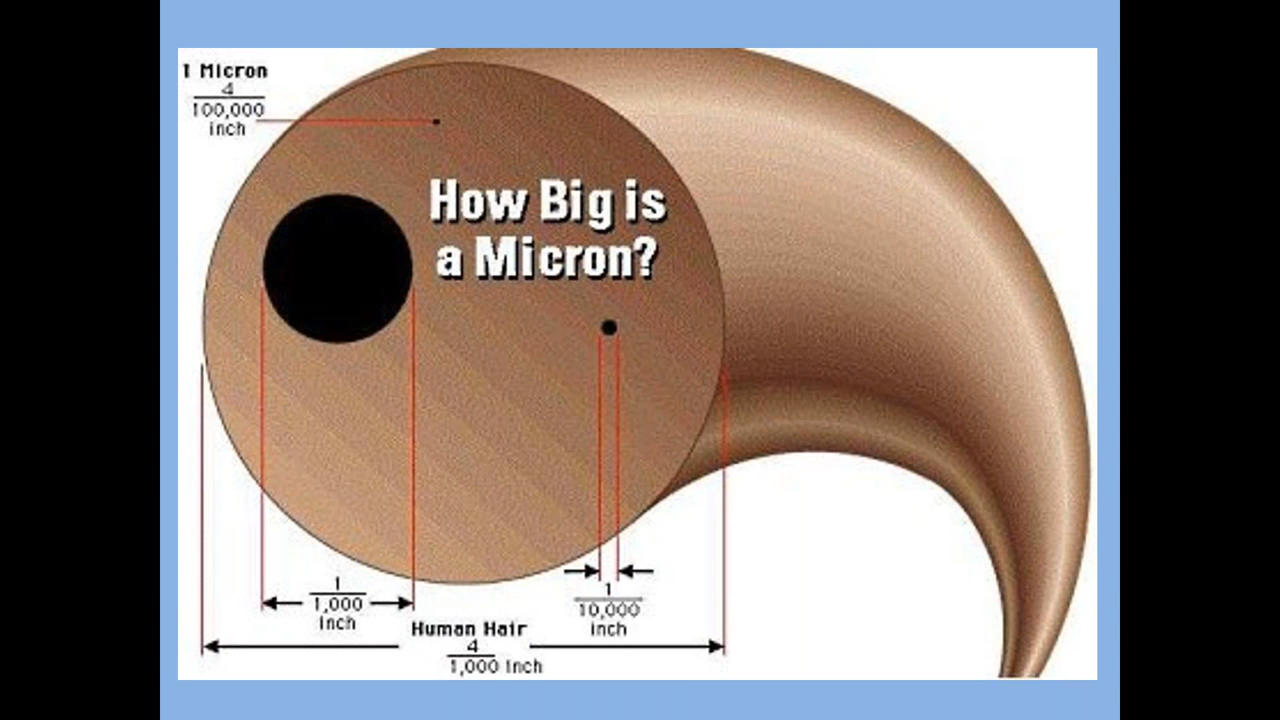 1 Micron
4
100,000
inch
How Big is
a Micron?
1
1,000
inch
1
10,000
inch
Human Hair
4
1,000 inch